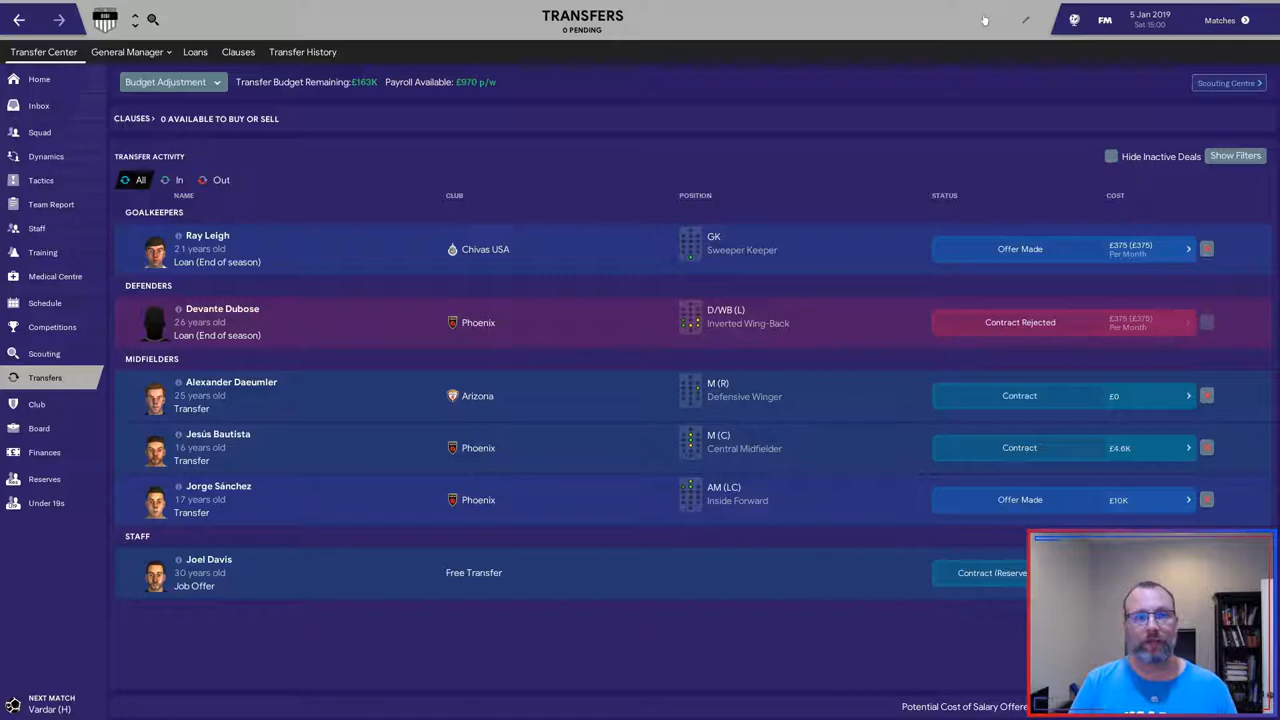 TRANSFERS
0 PENDING
5 Jan 2019
Sat 15:00
FM
Matches
Transfer Center
General Manager
Loans
Clauses
Transfer History
Home
Inbox
Squad
Dynamics
Tactics
Team Report
Staff
Training
Medical Centre
Schedule
Competitions
Scouting
Transfers
Club
Board
Finances
Reserves
Under 19s
NEXT MATCH
Vardar (H)
Budget Adjustment
Transfer Budget Remaining: £163K Payroll Available: £970 p/w
Scouting Centre >
CLAUSES > 0 AVAILABLE TO BUY OR SELL
TRANSFER ACTIVITY
Hide Inactive Deals
Show Filters
All
In
Out
NAME CLUB POSITION STATUS COST
GOALKEEPERS
Ray Leigh
21 years old
Loan (End of season)
Chivas USA
GK
Sweeper Keeper
Offer Made
£375 (£375)
Per Month
DEFENDERS
Devante Dubose
26 years old
Loan (End of season)
Phoenix
D/WB (L)
Inverted Wing-Back
Contract Rejected
£375 (£375)
Per Month
MIDFIELDERS
Alexander Daeumler
25 years old
Transfer
Arizona
M (R)
Defensive Winger
Contract
£0
Jesús Bautista
16 years old
Transfer
Phoenix
M (C)
Central Midfielder
Contract
£4.6K
Jorge Sánchez
17 years old
Transfer
Phoenix
AM (LC)
Inside Forward
Offer Made
£10K
STAFF
Joel Davis
30 years old
Job Offer
Free Transfer
Contract (Reserve
Potential Cost of Salary Offere